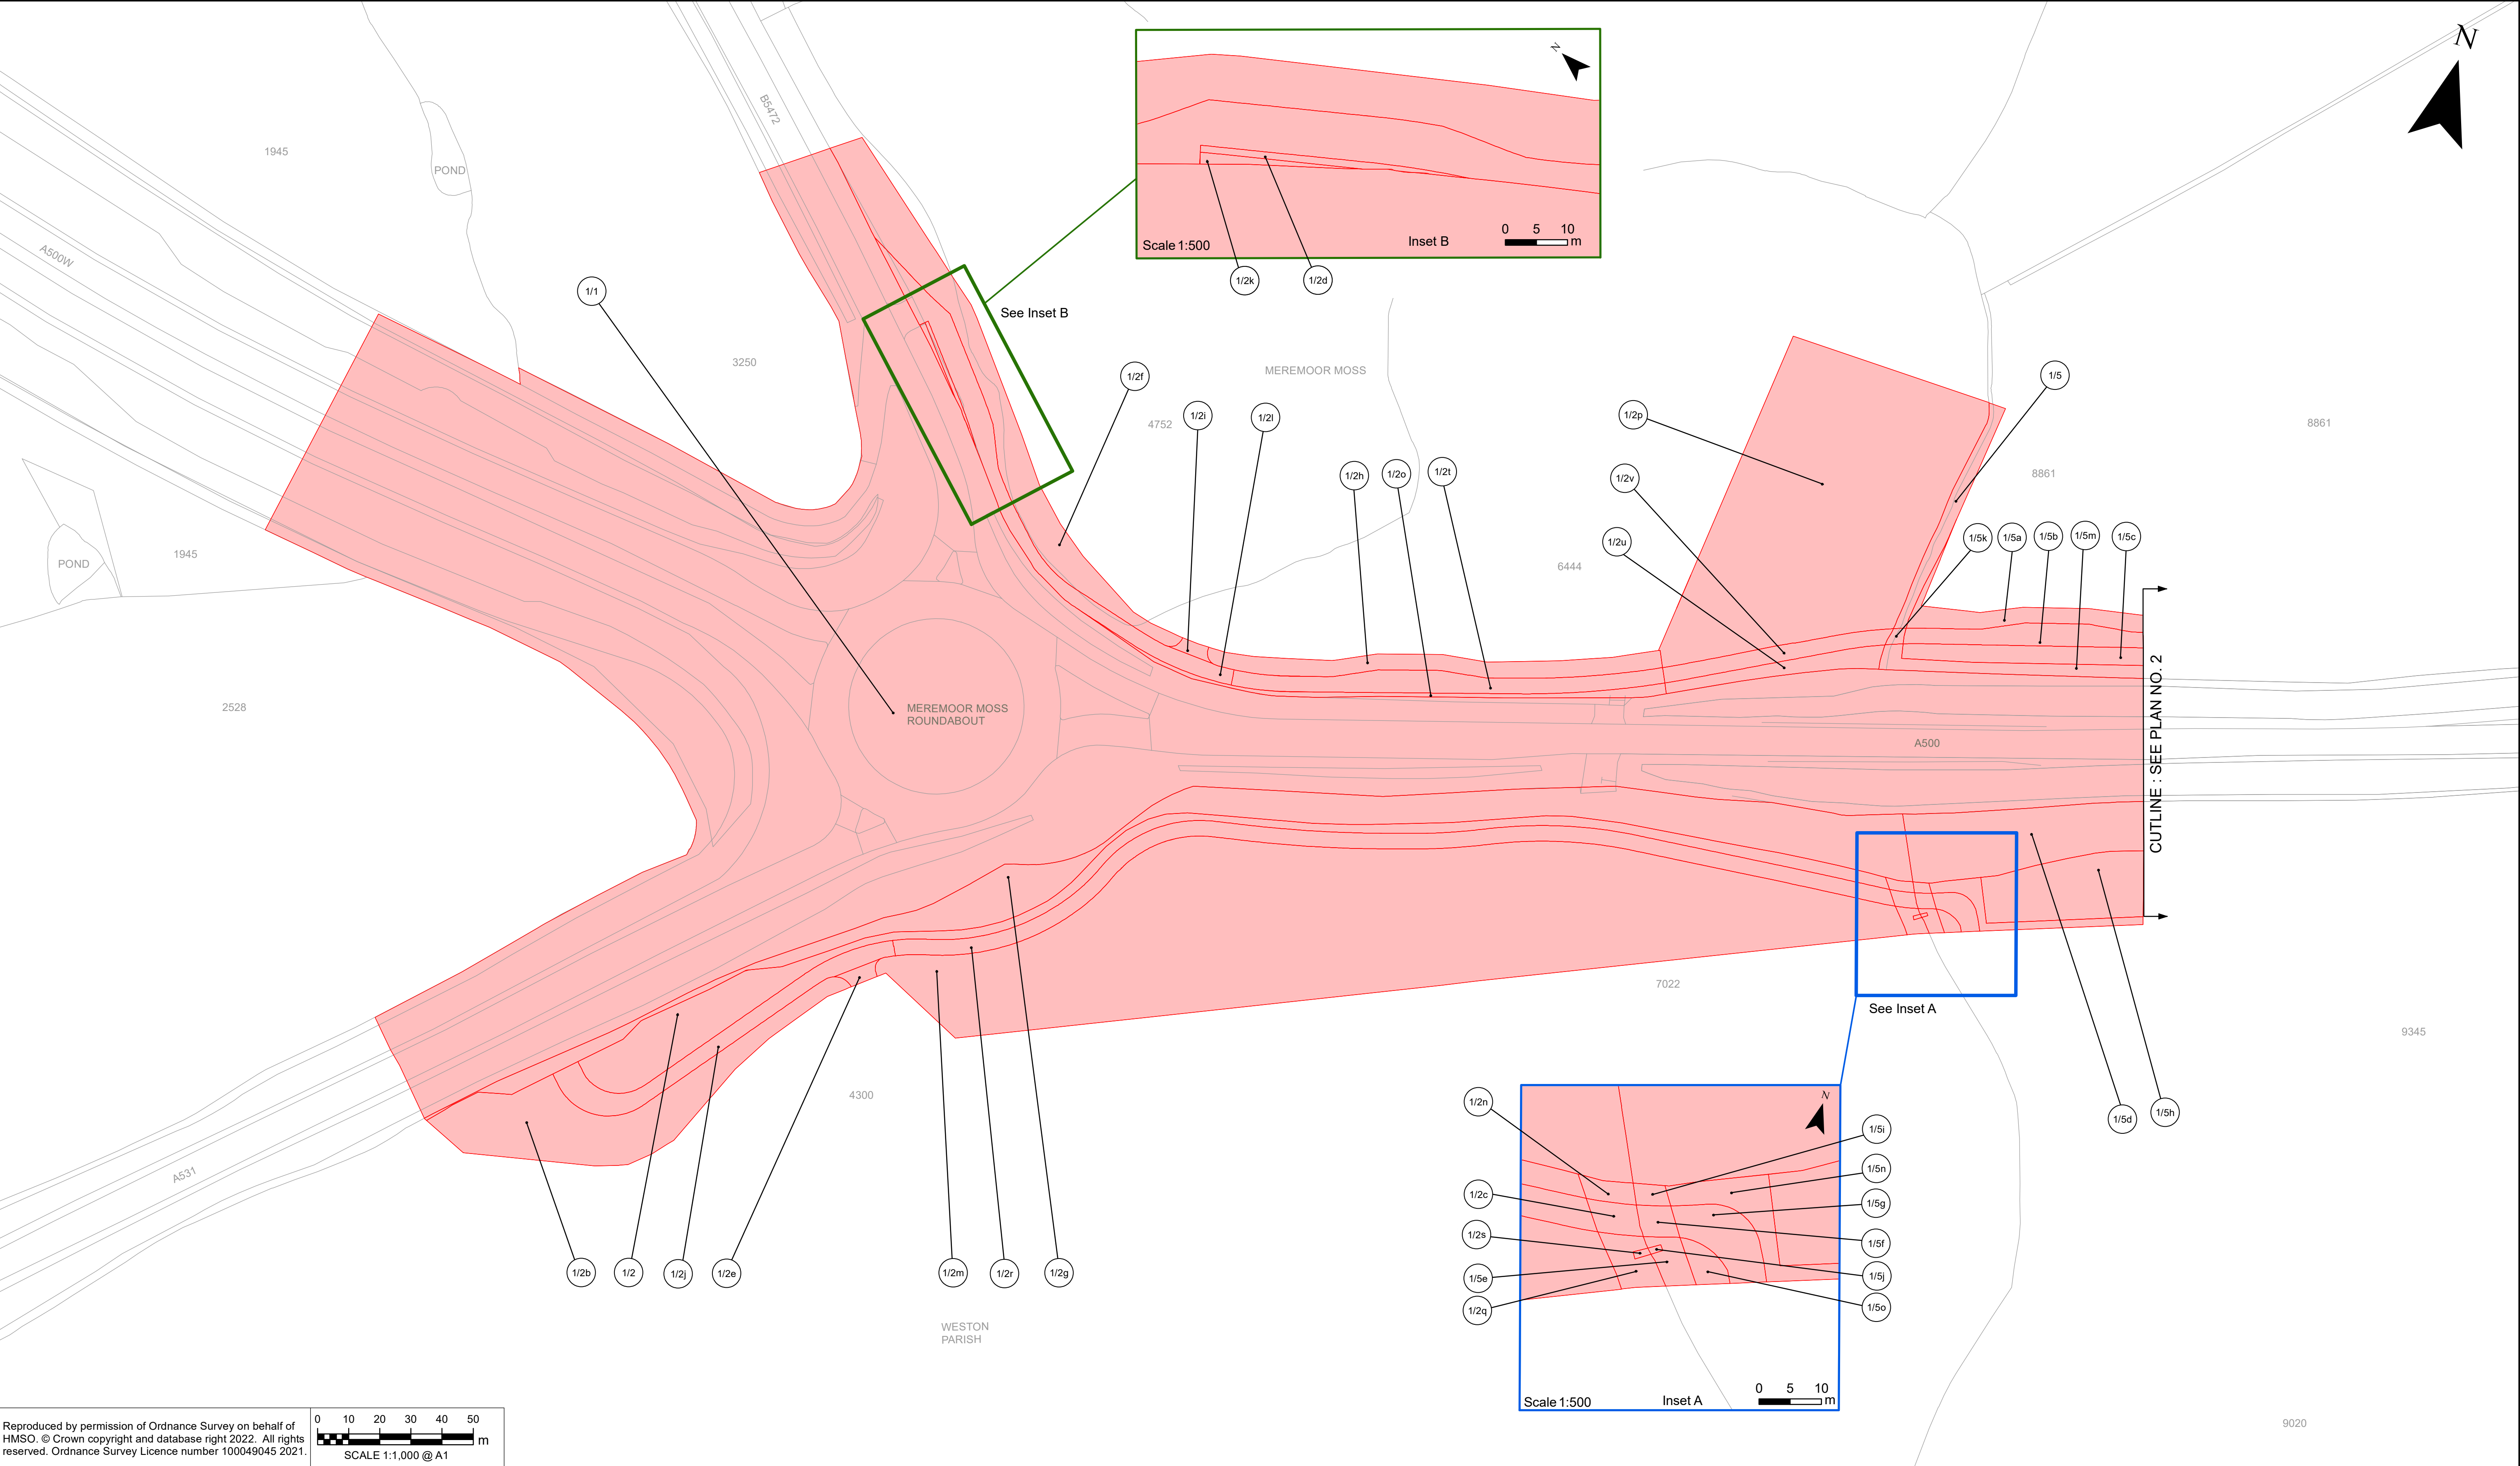 N
1945
POND
B5472
A500W
1/1
3250
N
Scale 1:500
Inset B
0 5 10
m
1/2k
1/2d
See Inset B
MEREMOOR MOSS
1/2f
4752
1/2i
1/2l
1/2h
1/2o
1/2t
1/2p
1/2v
1/2u
1/5
8861
8861
6444
1/5k
1/5a
1/5b
1/5m
1/5c
POND
1945
2528
MEREMOOR MOSS
ROUNDABOUT
A500
CUTLINE : SEE PLAN NO. 2
7022
See Inset A
9345
4300
A531
1/2b
1/2
1/2j
1/2e
1/2m
1/2r
1/2g
1/5d
1/5h
N
1/2n
1/2c
1/2s
1/5e
1/2q
1/5i
1/5n
1/5g
1/5f
1/5j
1/5o
Scale 1:500
Inset A
0 5 10
m
WESTON
PARISH
9020
Reproduced by permission of Ordnance Survey on behalf of
HMSO. © Crown copyright and database right 2022. All rights
reserved. Ordnance Survey Licence number 100049045 2021.
0 10 20 30 40 50
m
SCALE 1:1,000 @ A1